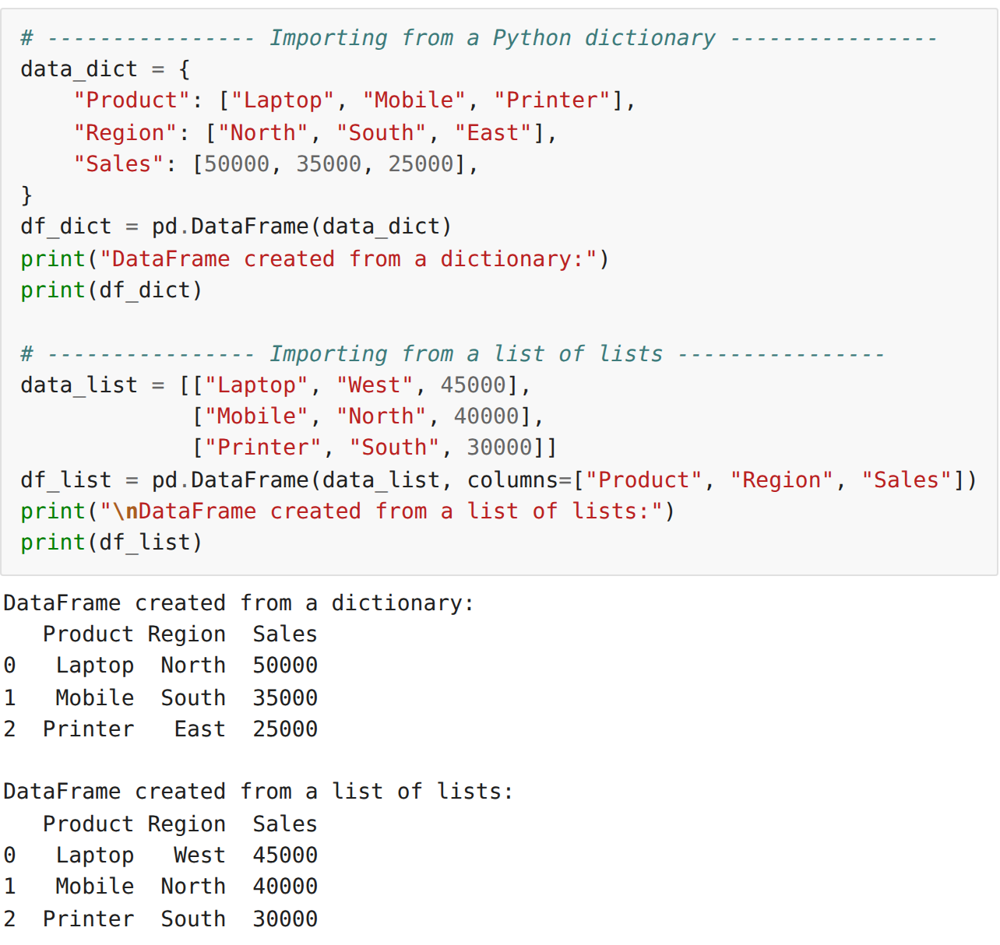 # ---------------- Importing from a Python dictionary ----------------
data_dict = {
    "Product": ["Laptop", "Mobile", "Printer"],
    "Region": ["North", "South", "East"],
    "Sales": [50000, 35000, 25000],
}
df_dict = pd.DataFrame(data_dict)
print("DataFrame created from a dictionary:")
print(df_dict)

# ---------------- Importing from a list of lists ----------------
data_list = [["Laptop", "West", 45000],
             ["Mobile", "North", 40000],
             ["Printer", "South", 30000]]
df_list = pd.DataFrame(data_list, columns=["Product", "Region", "Sales"])
print("\nDataFrame created from a list of lists:")
print(df_list)
DataFrame created from a dictionary:
   Product Region  Sales
0   Laptop  North  50000
1   Mobile  South  35000
2  Printer   East  25000

DataFrame created from a list of lists:
   Product Region  Sales
0   Laptop   West  45000
1   Mobile  North  40000
2  Printer  South  30000